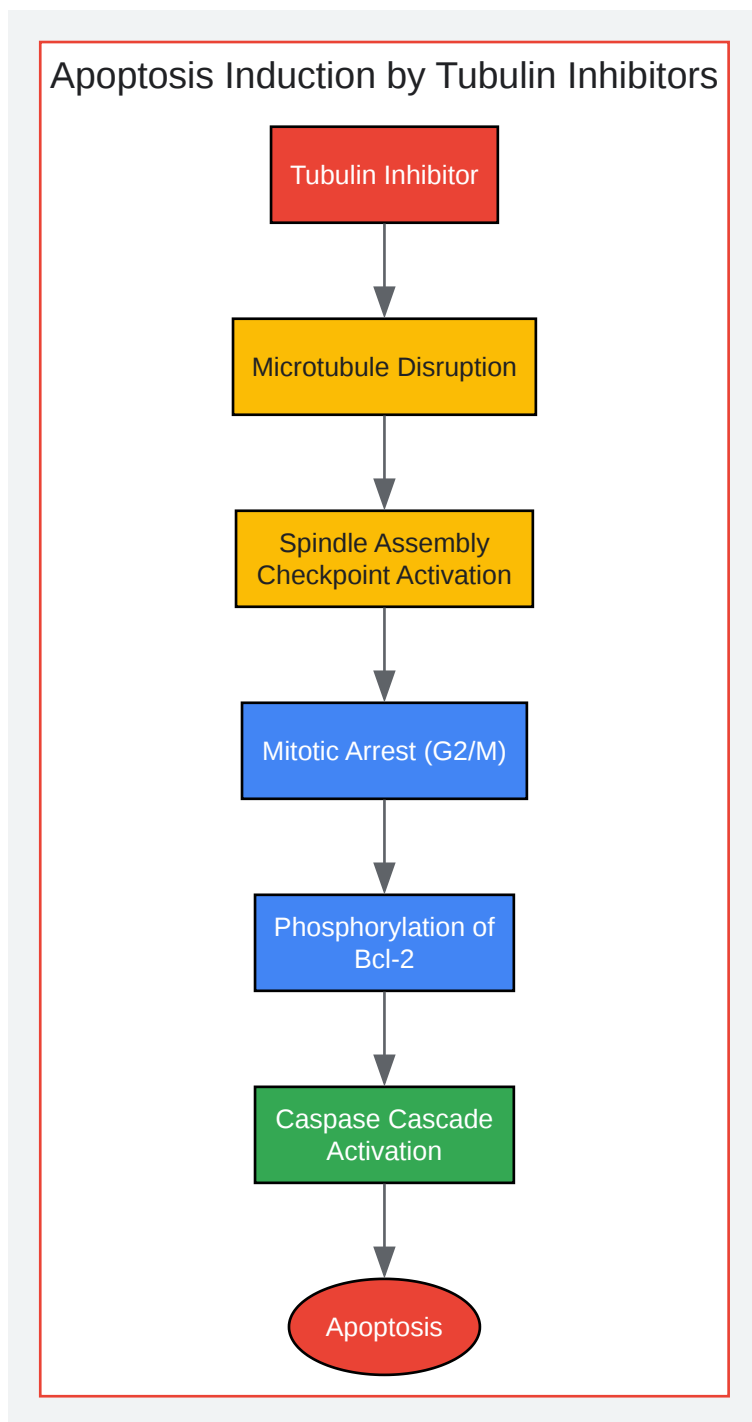 Apoptosis Induction by Tubulin Inhibitors
Tubulin Inhibitor
Microtubule Disruption
Spindle Assembly
Checkpoint Activation
Mitotic Arrest (G2/M)
Phosphorylation of
Bcl-2
Caspase Cascade
Activation
Apoptosis